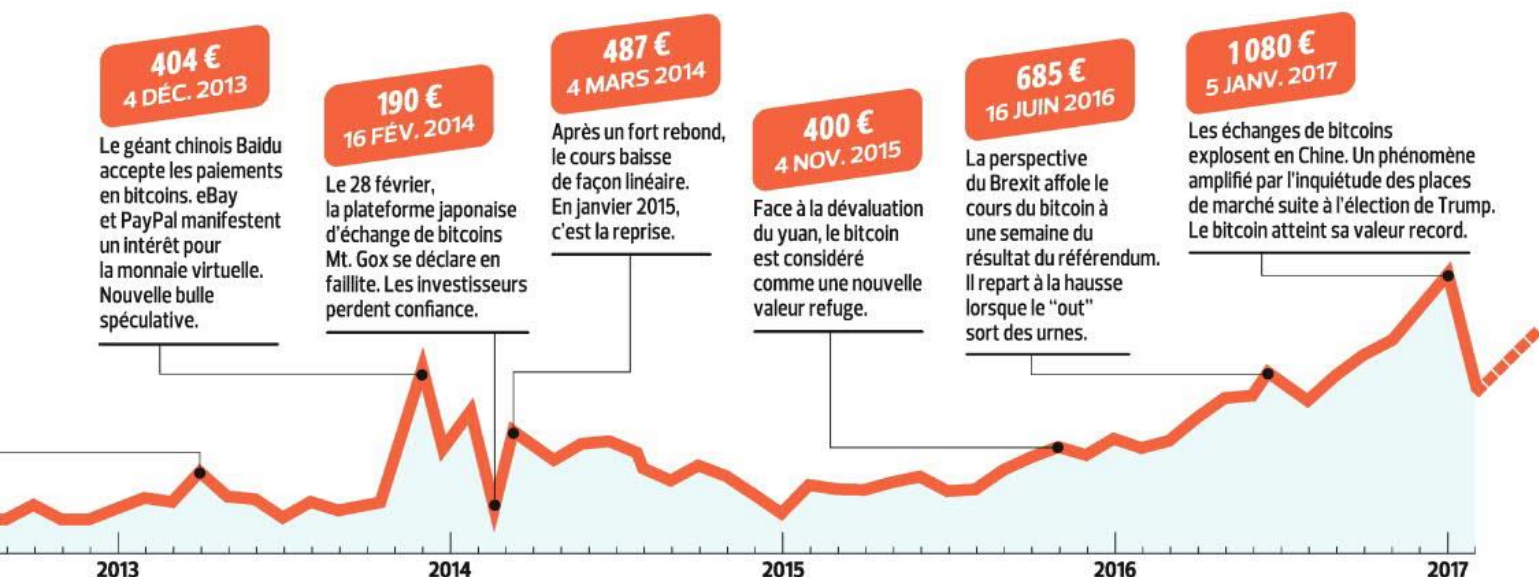 404 €
4 DÉC. 2013
Le géant chinois Baidu
accepte les paiements
en bitcoins. eBay
et PayPal manifestent
un intérêt pour
la monnaie virtuelle.
Nouvelle bulle
spéculative.
190 €
16 FÉV. 2014
Le 28 février,
la plateforme japonaise
d'échange de bitcoins
Mt. Gox se déclare en
faillite. Les investisseurs
perdent confiance.
487 €
4 MARS 2014
Après un fort rebond,
le cours baisse
de façon linéaire.
En janvier 2015,
c'est la reprise.
400 €
4 NOV. 2015
Face à la dévaluation
du yuan, le bitcoin
est considéré
comme une nouvelle
valeur refuge.
685 €
16 JUIN 2016
La perspective
du Brexit affole le
cours du bitcoin à
une semaine du
résultat du référendum.
Il repart à la hausse
lorsque le “out”
sort des urnes.
1 080 €
5 JANV. 2017
Les échanges de bitcoins
explosent en Chine. Un phénomène
amplifié par l'inquiétude des places
de marché suite à l'élection de Trump.
Le bitcoin atteint sa valeur record.
2013
2014
2015
2016
2017